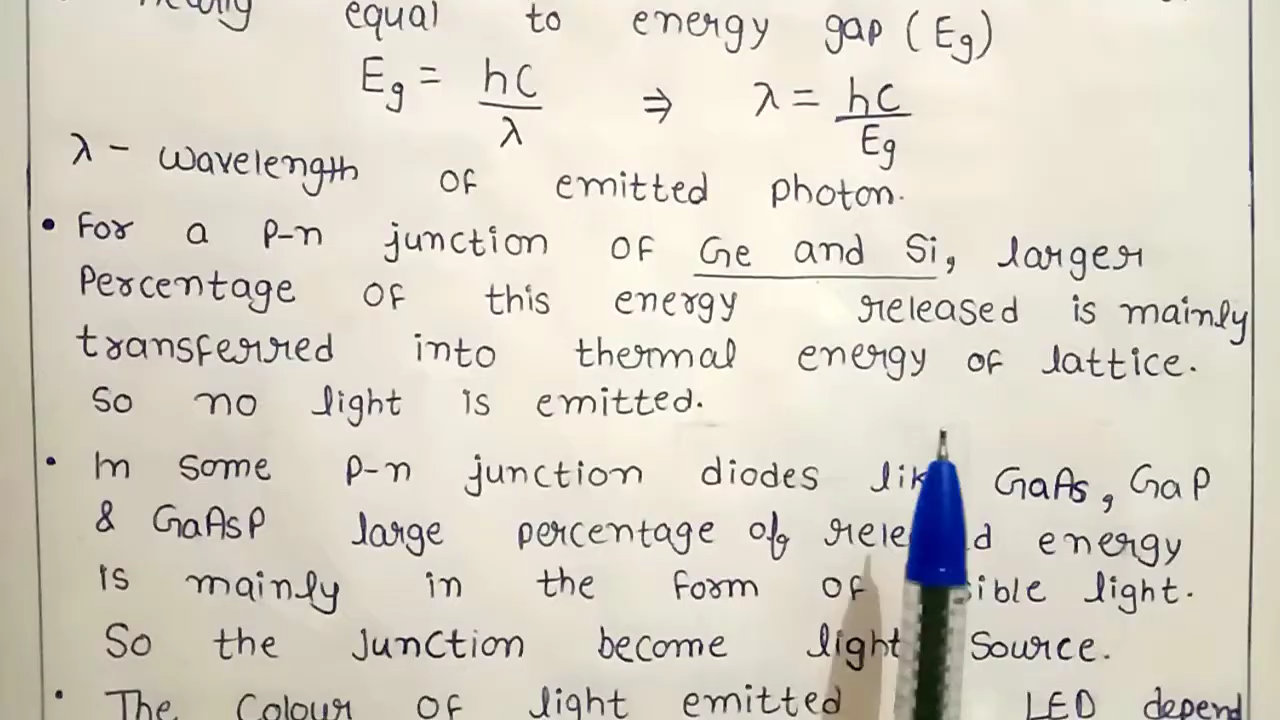 equal to energy gap (Eg)
Eg = hC/λ ⇒ λ = hC/Eg
λ - wavelength of emitted photon.
• For a p-n junction of Ge and Si, larger
Percentage of this energy released is mainly
transferred into thermal energy of lattice.
So no light is emitted.
• In some p-n junction diodes GaAs, GaP
& GaAsP large percentage of energy
is mainly in the form of light.
So the junction become light source.
• The Colour of light emitted LED depend